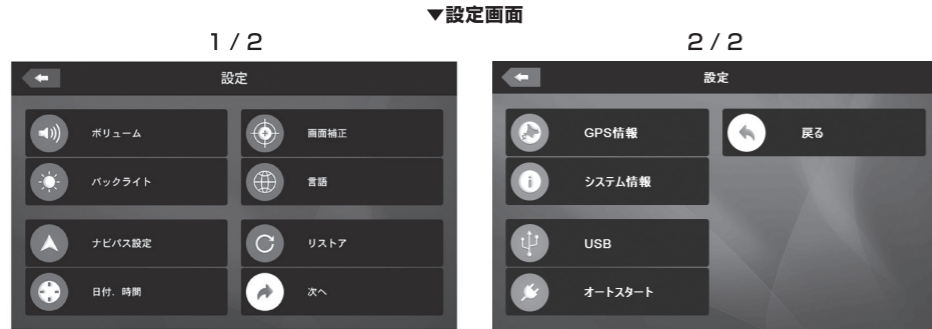 ▼設定画面
1 / 2
設定
ボリューム
画面補正
バックライト
言語
ナビパス設定
リストア
日付、時間
次へ
2 / 2
設定
GPS情報
戻る
システム情報
USB
オートスタート